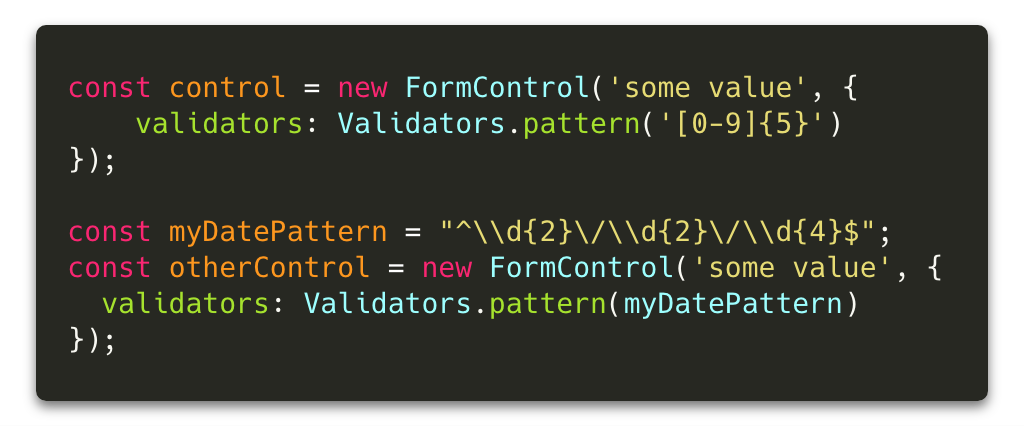 const control = new FormControl('some value', {
    validators: Validators.pattern('[0-9]{5}')
});

const myDatePattern = "^\\d{2}\/\\d{2}\/\\d{4}$";
const otherControl = new FormControl('some value', {
  validators: Validators.pattern(myDatePattern)
});